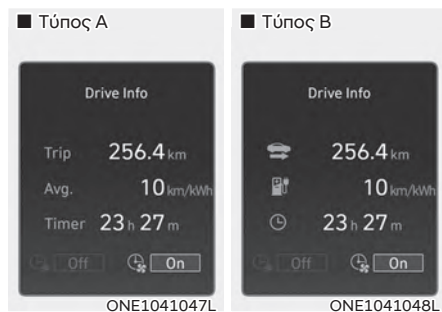 ■ Τύπος A
Drive Info
Trip 256.4 km
Avg. 10 km/kWh
Timer 23 h 27 m
Off On
ONE1041047L
■ Τύπος B
Drive Info
256.4 km
10 km/kWh
23 h 27 m
Off On
ONE1041048L